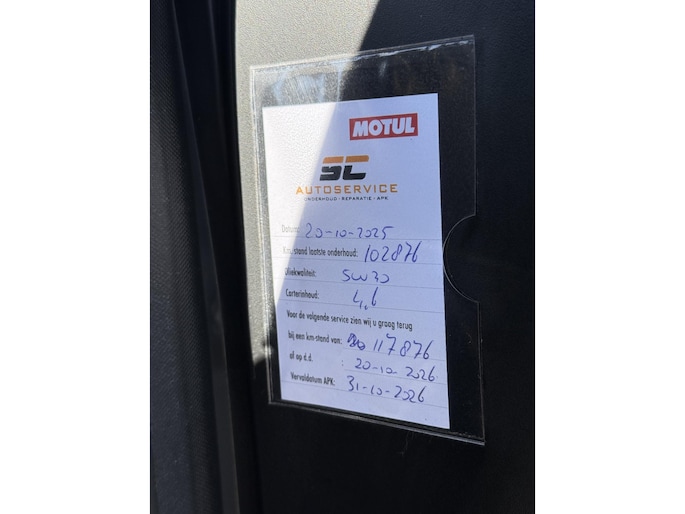 MOTUL
SC
AUTOSERVICE
ONDERHOUD · REPARATIE · APK
Datum: 20-10-2025
Km. stand laatste onderhoud: 102876
Oliekwaliteit: 5W30
Carterinhoud: 4,6
Voor de volgende service zien wij u graag terug
bij een km-stand van: 117876
of op d.d. : 20-10-2026
Vervaldatum APK: 31-10-2026